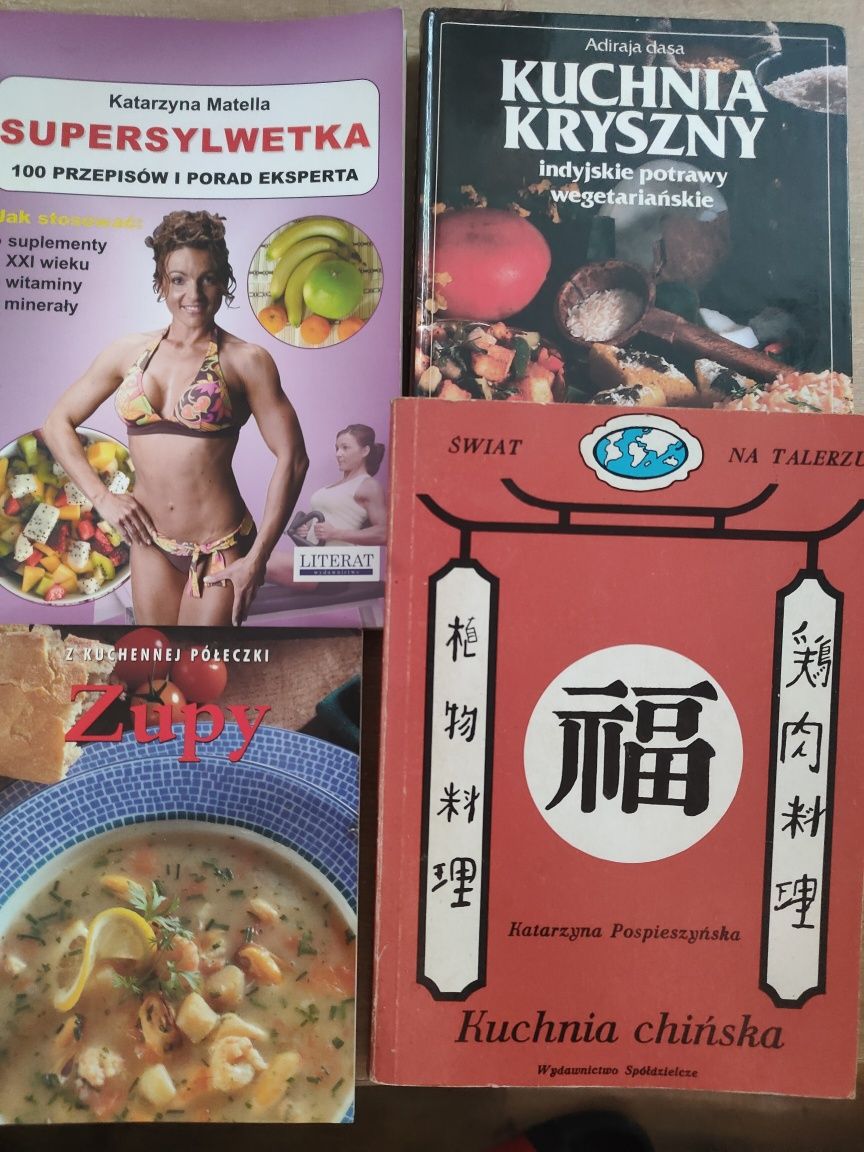 Katarzyna Matella
SUPERSYLWETKA
100 PRZEPISÓW I PORAD EKSPERTA
Jak stosować:
suplementy
XXI wieku
witaminy
minerały
LITERAT
wydawnictwo
Adiraja dasa
KUCHNIA
KRYSZNY
indyjskie potrawy
wegetariańskie
Z KUCHENNEJ PÓŁECZKI
Zupy
ŚWIAT NA TALERZU
植物料理
福
鶏肉料理
Katarzyna Pospieszyńska
Kuchnia chińska
Wydawnictwo Spółdzielcze